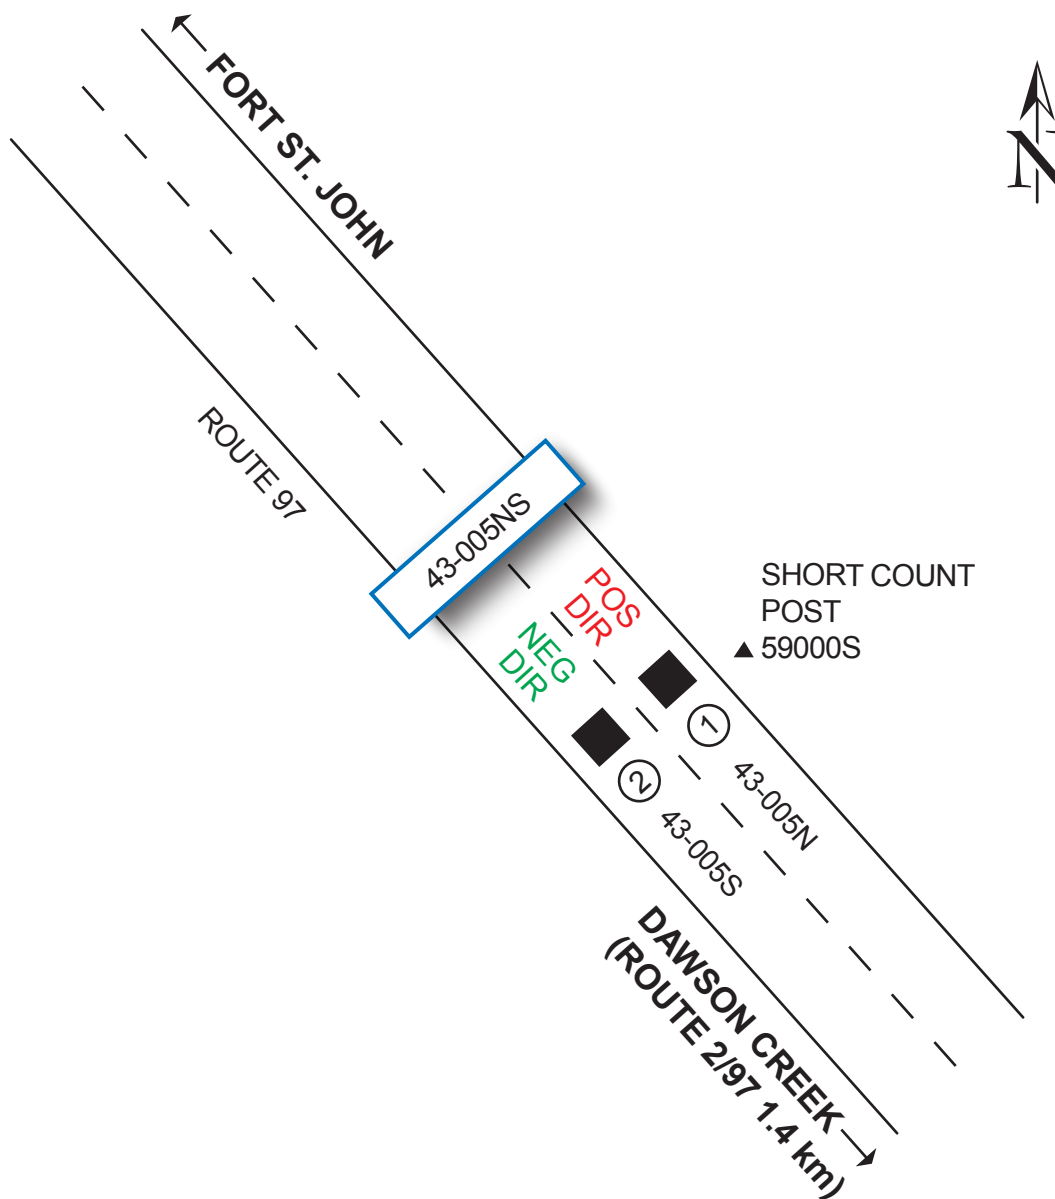 FORT ST. JOHN
N
ROUTE 97
43-005NS
SHORT COUNT
POST
59000S
POS
DIR
NEG
DIR
1
43-005N
2
43-005S
DAWSON CREEK
(ROUTE 2/97 1.4 km)